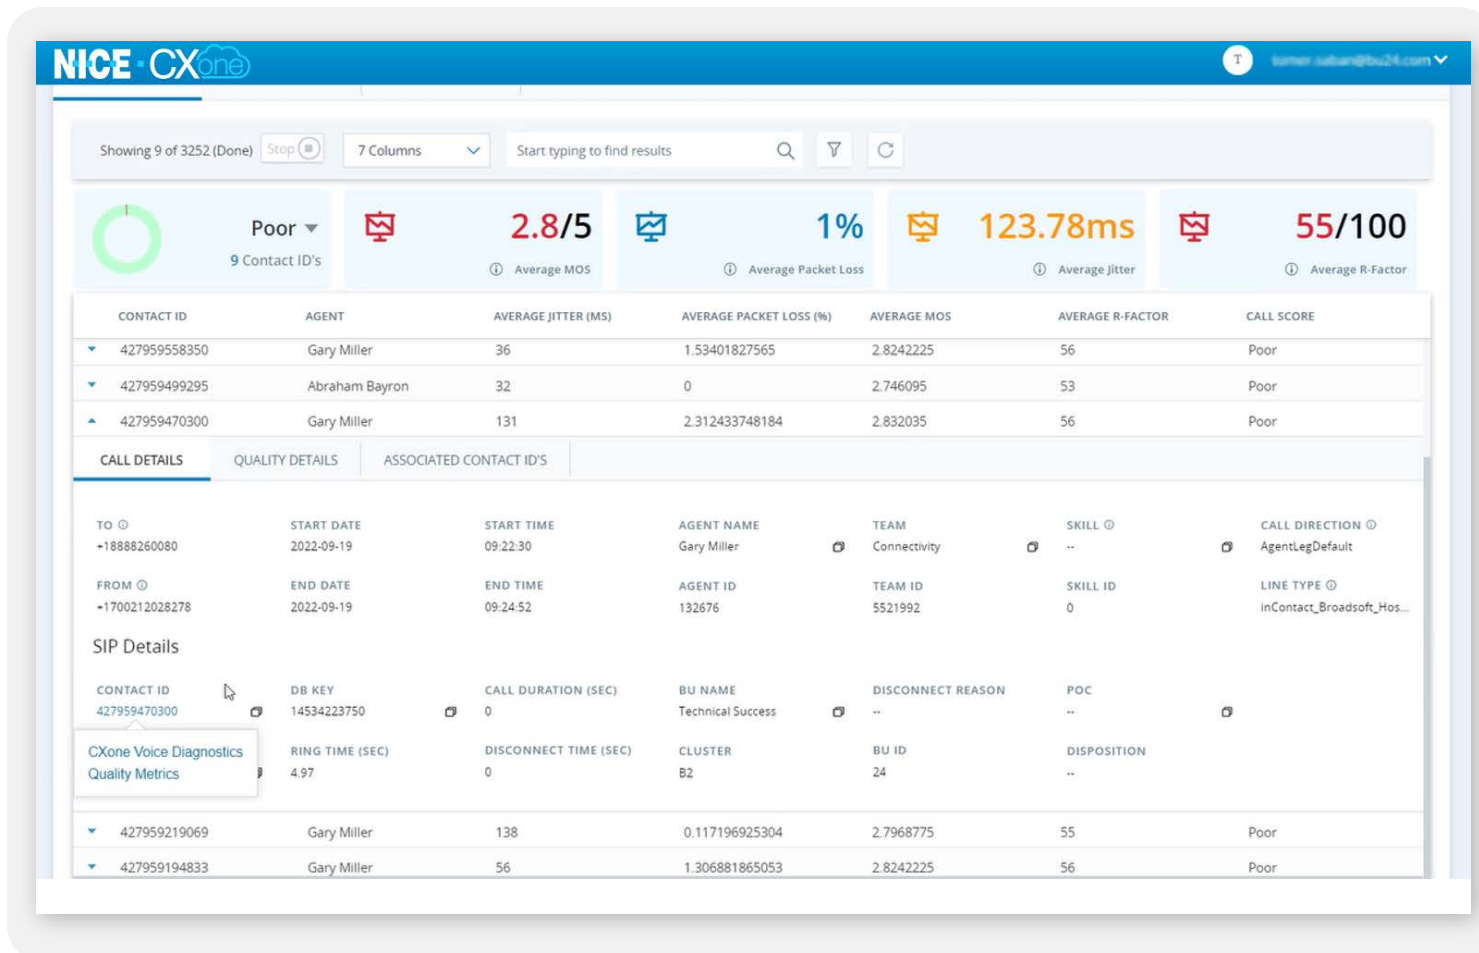 NICE · CXone
T
Showing 9 of 3252 (Done) Stop 7 Columns Start typing to find results
Poor 2.8/5 1% 123.78ms 55/100
9 Contact ID's Average MOS Average Packet Loss Average Jitter Average R-Factor
CONTACT ID AGENT AVERAGE JITTER (MS) AVERAGE PACKET LOSS (%) AVERAGE MOS AVERAGE R-FACTOR CALL SCORE
427959558350 Gary Miller 36 1.53401827565 2.8242225 56 Poor
427959499295 Abraham Bayron 32 0 2.746095 53 Poor
427959470300 Gary Miller 131 2.312433748184 2.832035 56 Poor
CALL DETAILS QUALITY DETAILS ASSOCIATED CONTACT ID'S
TO START DATE START TIME AGENT NAME TEAM SKILL CALL DIRECTION
+18888260080 2022-09-19 09:22:30 Gary Miller Connectivity -- AgentLegDefault
FROM END DATE END TIME AGENT ID TEAM ID SKILL ID LINE TYPE
+1700212028278 2022-09-19 09:24:52 132676 5521992 0 inContact_Broadsoft_Hos...
SIP Details
CONTACT ID DB KEY CALL DURATION (SEC) BU NAME DISCONNECT REASON POC
427959470300 14534223750 0 Technical Success -- --
CXone Voice Diagnostics RING TIME (SEC) DISCONNECT TIME (SEC) CLUSTER BU ID DISPOSITION
Quality Metrics 4.97 0 B2 24 --
427959219069 Gary Miller 138 0.117196925304 2.7968775 55 Poor
427959194833 Gary Miller 56 1.306881865053 2.8242225 56 Poor